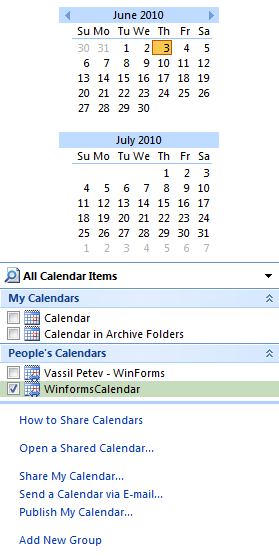 June 2010
Su Mo Tu We Th Fr Sa
30 31 1 2 3 4 5
6 7 8 9 10 11 12
13 14 15 16 17 18 19
20 21 22 23 24 25 26
27 28 29 30
July 2010
Su Mo Tu We Th Fr Sa
1 2 3
4 5 6 7 8 9 10
11 12 13 14 15 16 17
18 19 20 21 22 23 24
25 26 27 28 29 30 31
1 2 3 4 5 6 7
All Calendar Items
My Calendars
Calendar
Calendar in Archive Folders
People's Calendars
Vassil Petev - WinForms
WinformsCalendar
How to Share Calendars
Open a Shared Calendar...
Share My Calendar...
Send a Calendar via E-mail...
Publish My Calendar...
Add New Group